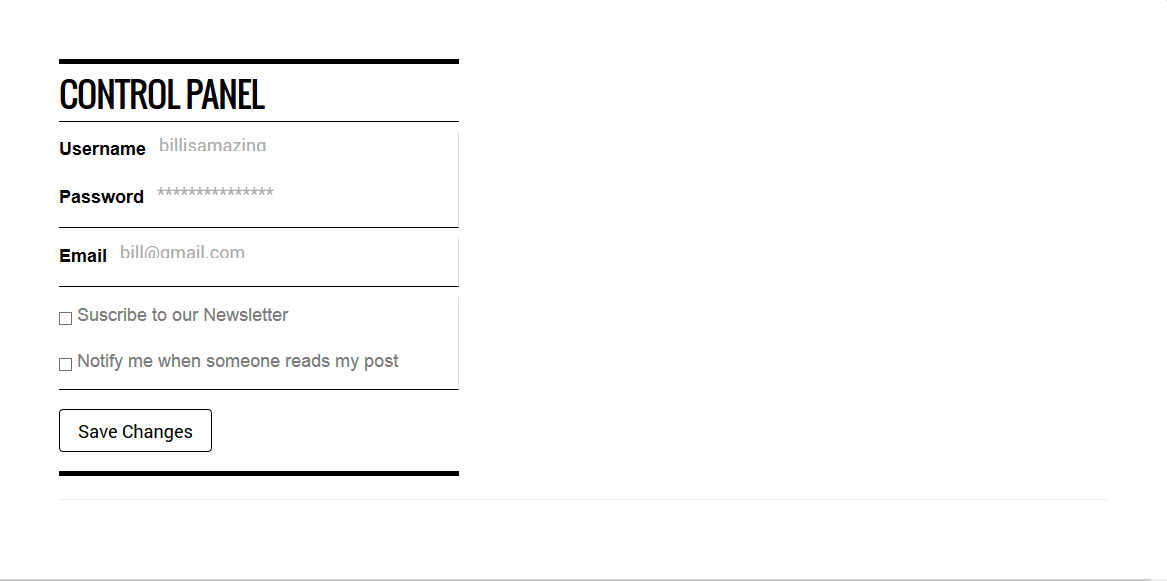 CONTROL PANEL
Username billisamazing
Password ***************
Email bill@gmail.com
Suscribe to our Newsletter
Notify me when someone reads my post
Save Changes